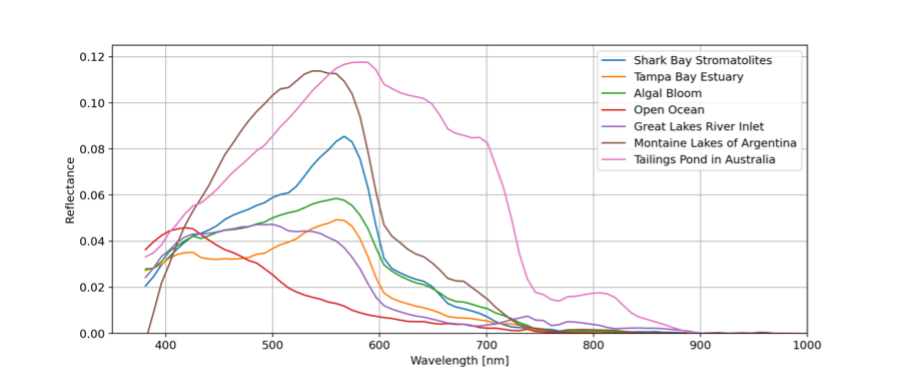 0.12
0.10
0.08
0.06
0.04
0.02
0.00
Reflectance
400 500 600 700 800 900 1000
Wavelength [nm]
Shark Bay Stromatolites
Tampa Bay Estuary
Algal Bloom
Open Ocean
Great Lakes River Inlet
Montaine Lakes of Argentina
Tailings Pond in Australia